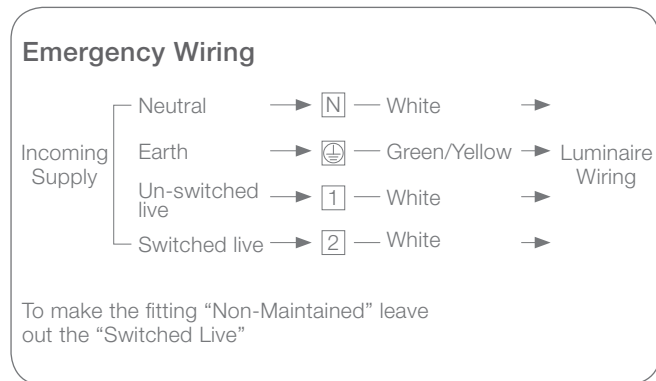 Emergency Wiring
Neutral N White
Incoming Supply
Earth Green/Yellow
Luminaire Wiring
Un-switched live 1 White
Switched live 2 White
To make the fitting “Non-Maintained” leave
out the “Switched Live”